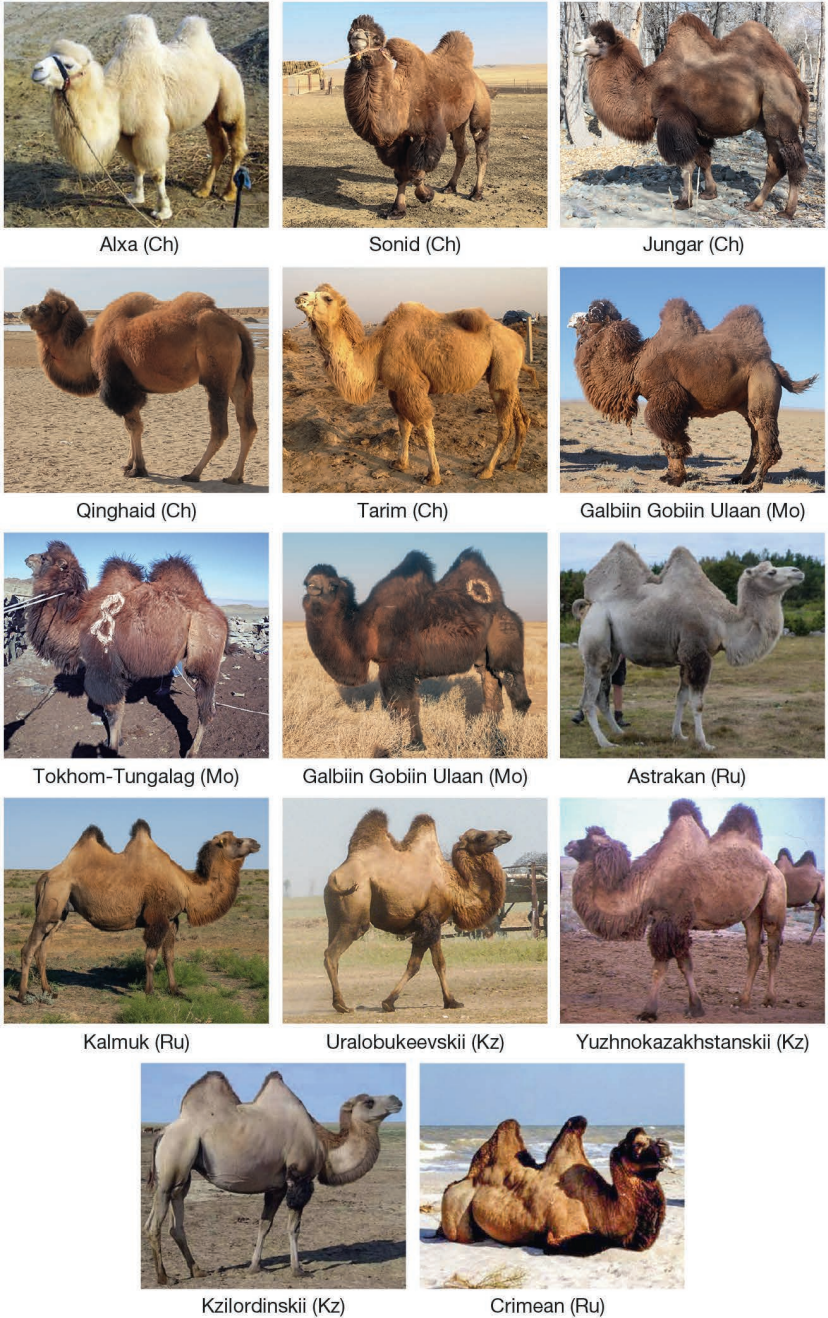 Alxa (Ch)
Sonid (Ch)
Jungar (Ch)
Qinghaid (Ch)
Tarim (Ch)
Galbiin Gobiin Ulaan (Mo)
Tokhom-Tungalag (Mo)
Galbiin Gobiin Ulaan (Mo)
Astrakan (Ru)
Kalmuk (Ru)
Uralobukeevskii (Kz)
Yuzhnokazakhstanskii (Kz)
Kzilordinskii (Kz)
Crimean (Ru)